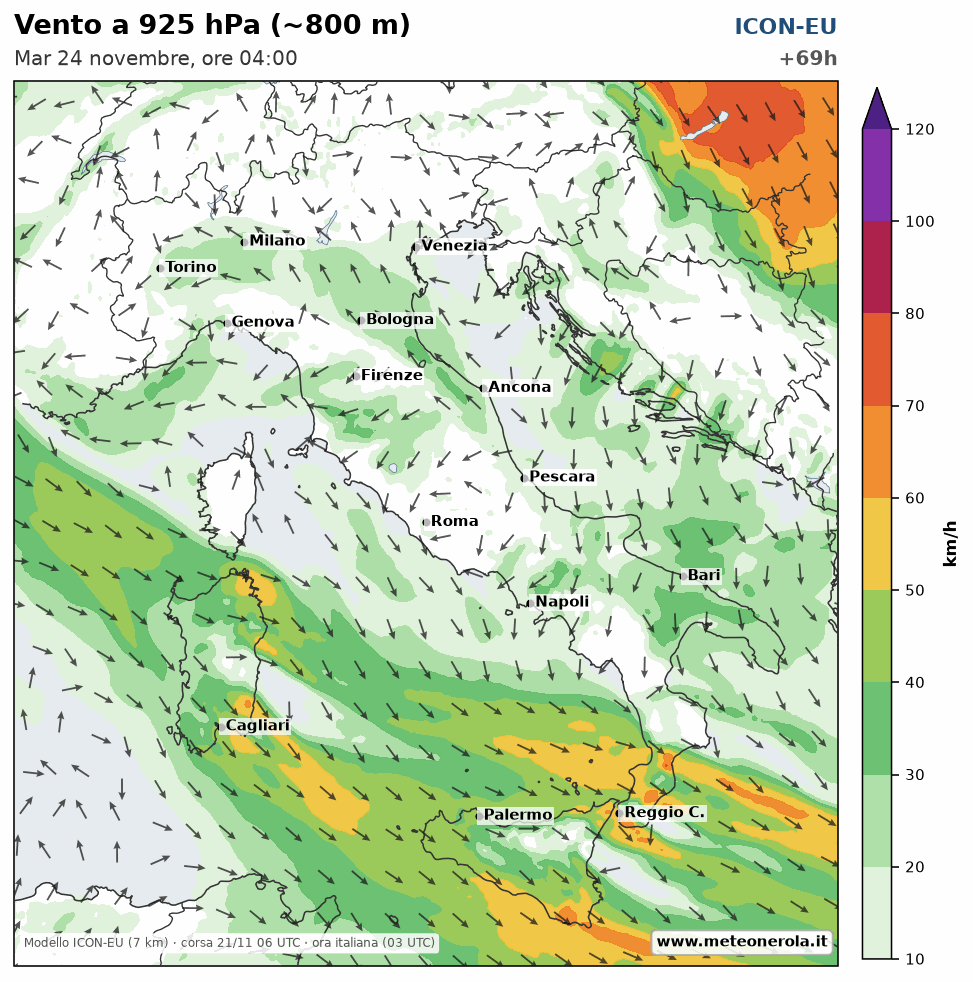 Vento a 925 hPa (~800 m)
ICON-EU
Mar 24 novembre, ore 04:00
+69h
Milano
Venezia
Torino
Genova
Bologna
Firenze
Ancona
Pescara
Roma
Bari
Napoli
Cagliari
Palermo
Reggio C.
Modello ICON-EU (7 km) · corsa 21/11 06 UTC · ora italiana (03 UTC)
www.meteonerola.it
120
100
80
70
60
50
40
30
20
10
km/h